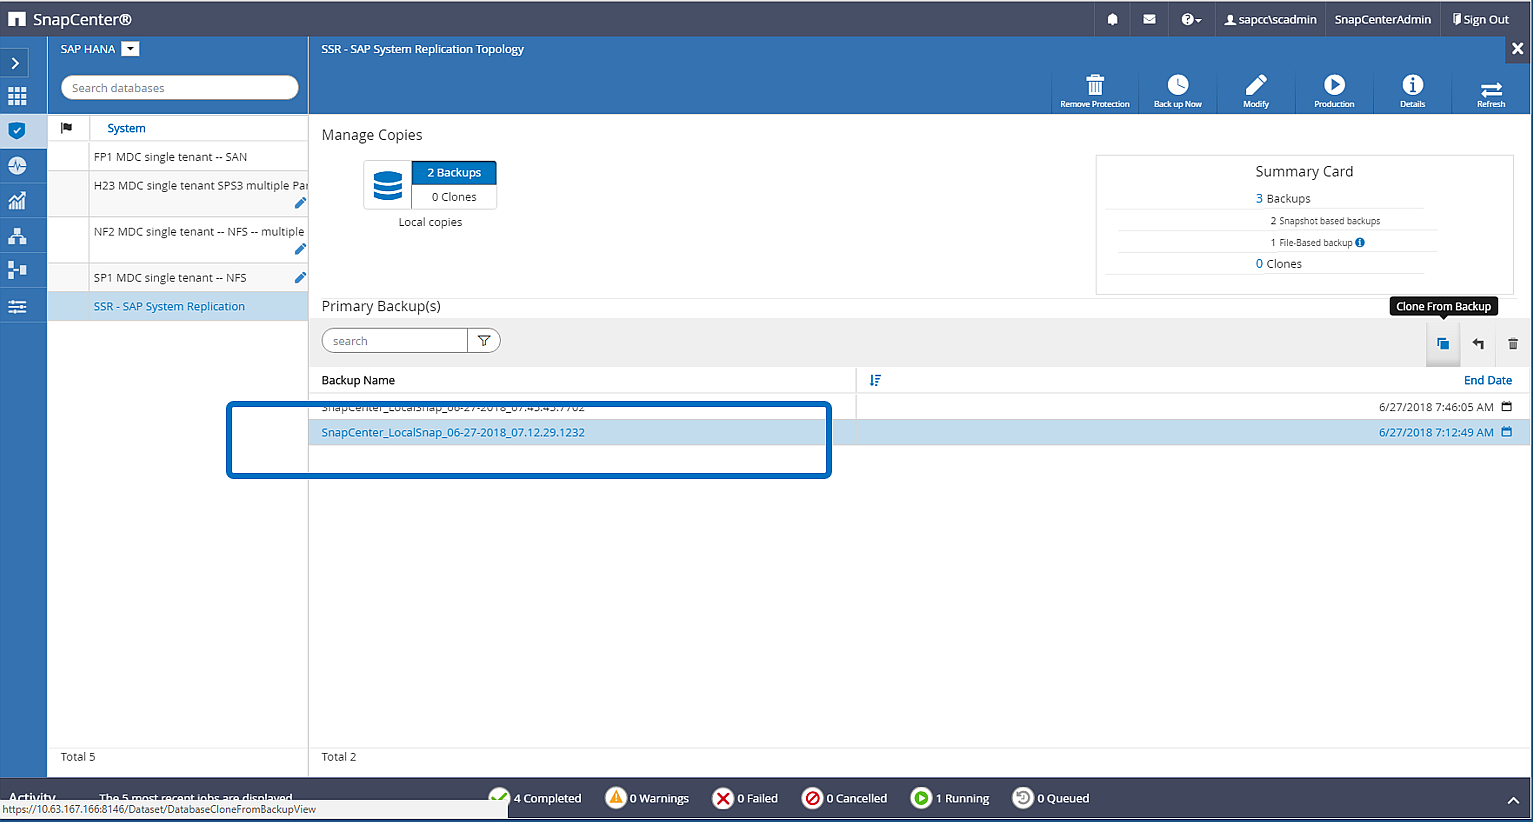 SnapCenter®
sapcc\scadmin
SnapCenterAdmin
Sign Out
SAP HANA
Search databases
SSR - SAP System Replication Topology
Remove Protection
Back up Now
Modify
Production
Details
Refresh
System
FP1 MDC single tenant -- SAN
H23 MDC single tenant SPS3 multiple Par
NF2 MDC single tenant -- NFS -- multiple
SP1 MDC single tenant -- NFS
SSR - SAP System Replication
Total 5
Manage Copies
2 Backups
0 Clones
Local copies
Summary Card
3 Backups
2 Snapshot based backups
1 File-Based backup
0 Clones
Primary Backup(s)
Clone From Backup
search
Backup Name
End Date
6/27/2018 7:46:05 AM
SnapCenter_LocalSnap_06-27-2018_07.12.29.1232
6/27/2018 7:12:49 AM
Total 2
Activity
The 5 most recent jobs are displayed
4 Completed
0 Warnings
0 Failed
0 Cancelled
1 Running
0 Queued
https://10.63.167.166:8146/Dataset/DatabaseCloneFromBackupView